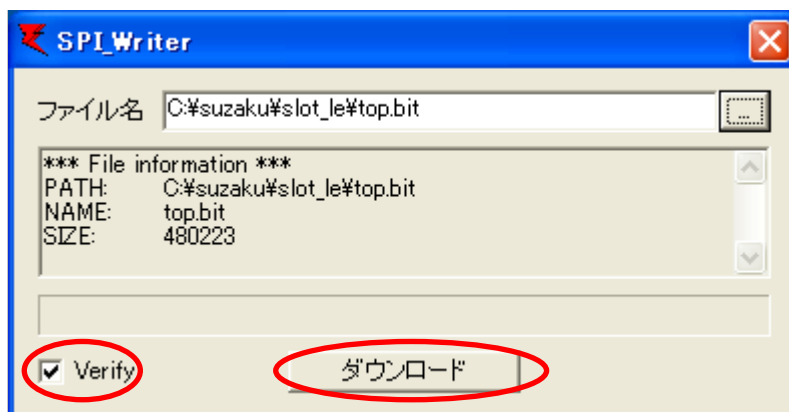 SPI_Writer
ファイル名 C:¥suzaku¥slot_le¥top.bit ...
*** File information ***
PATH: C:¥suzaku¥slot_le¥top.bit
NAME: top.bit
SIZE: 480223
Verify ダウンロード